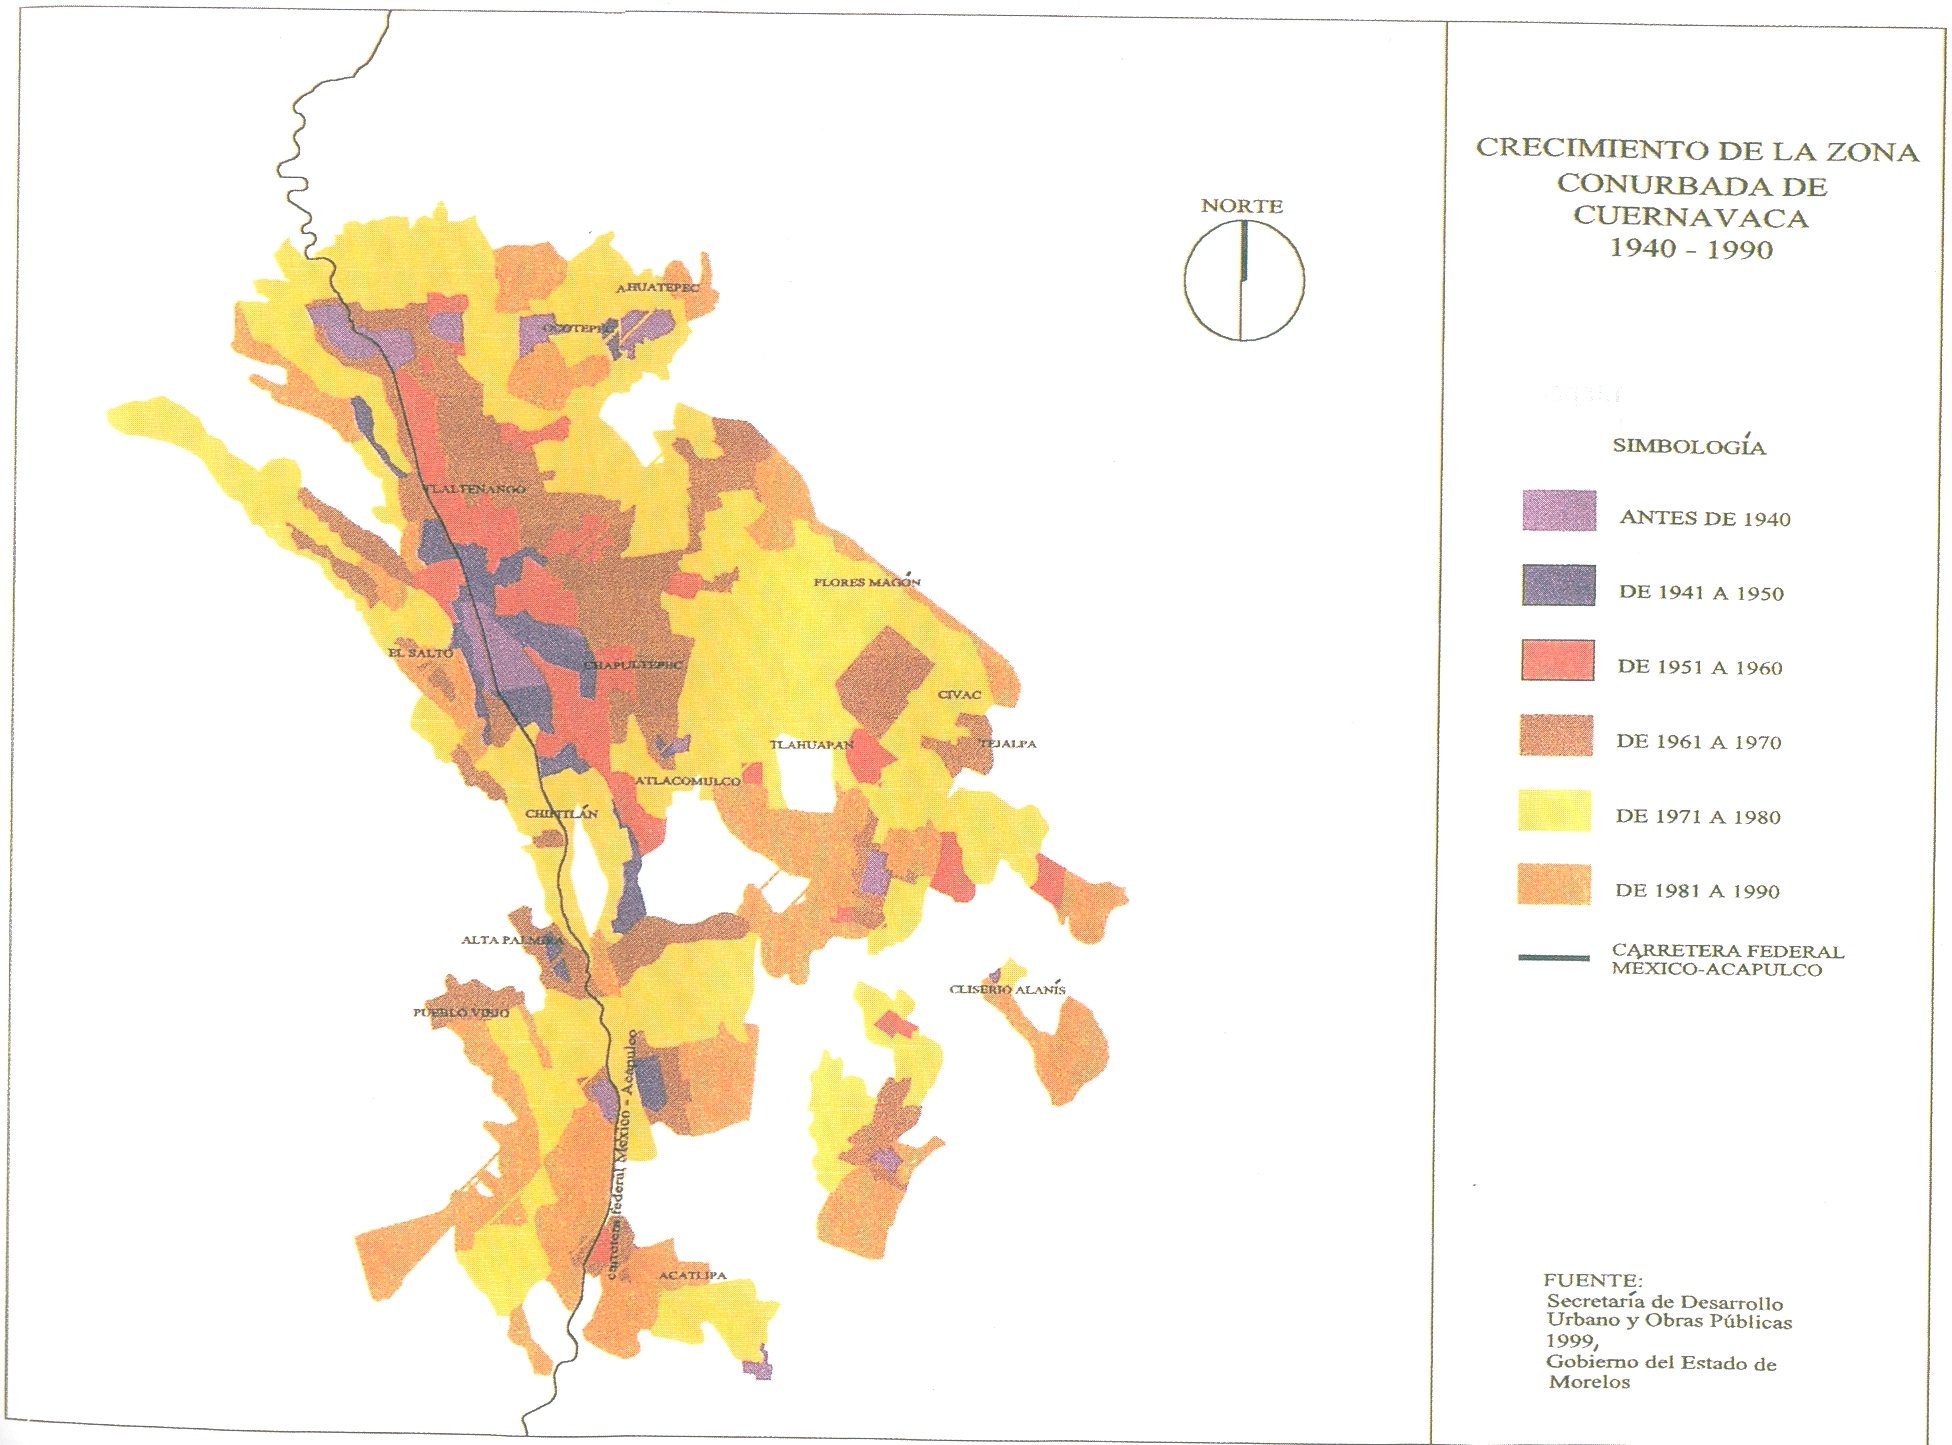 CRECIMIENTO DE LA ZONA
CONURBADA DE
CUERNAVACA
1940 - 1990
NORTE
AHUATEPEC
OCOTEPEC
TLALTENANGO
FLORES MAGÓN
EL SALTO
CHAPULTEPEC
CIVAC
TLAHUAPAN
TEJALPA
ATLACOMULCO
CHIPITLÁN
ALTA PALMIRA
CLISERIO ALANÍS
PUEBLO VIEJO
carretera federal México - Acapulco
ACATLIPA
SIMBOLOGÍA
ANTES DE 1940
DE 1941 A 1950
DE 1951 A 1960
DE 1961 A 1970
DE 1971 A 1980
DE 1981 A 1990
CARRETERA FEDERAL
MÉXICO-ACAPULCO
FUENTE:
Secretaría de Desarrollo
Urbano y Obras Públicas
1999,
Gobierno del Estado de
Morelos